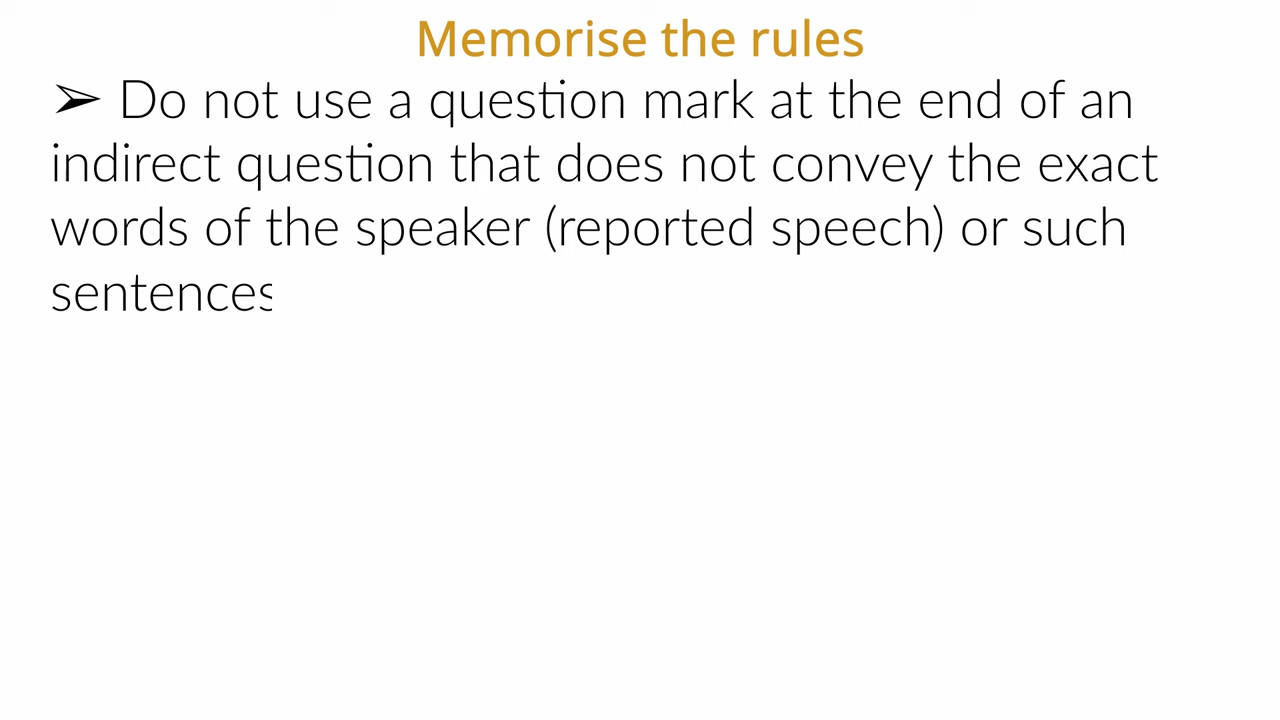 Memorise the rules
➢ Do not use a question mark at the end of an
indirect question that does not convey the exact
words of the speaker (reported speech) or such
sentences